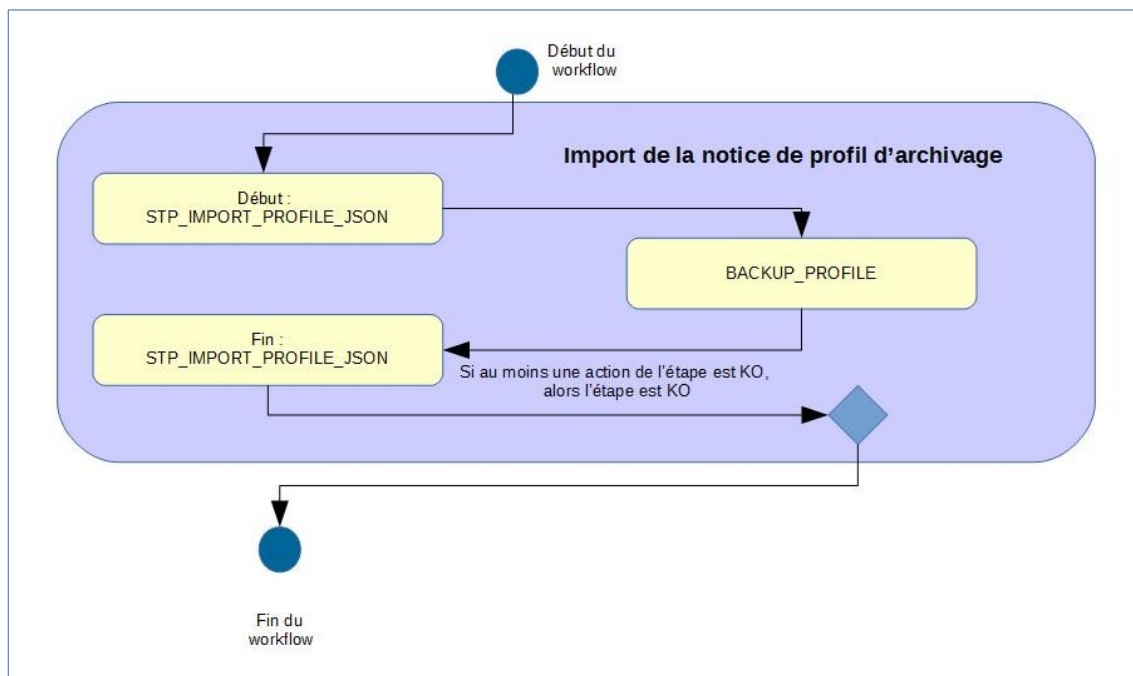 Début du
workflow
Import de la notice de profil d'archivage
Début :
STP_IMPORT_PROFILE_JSON
BACKUP_PROFILE
Fin :
STP_IMPORT_PROFILE_JSON
Si au moins une action de l'étape est KO,
alors l'étape est KO
Fin du
workflow